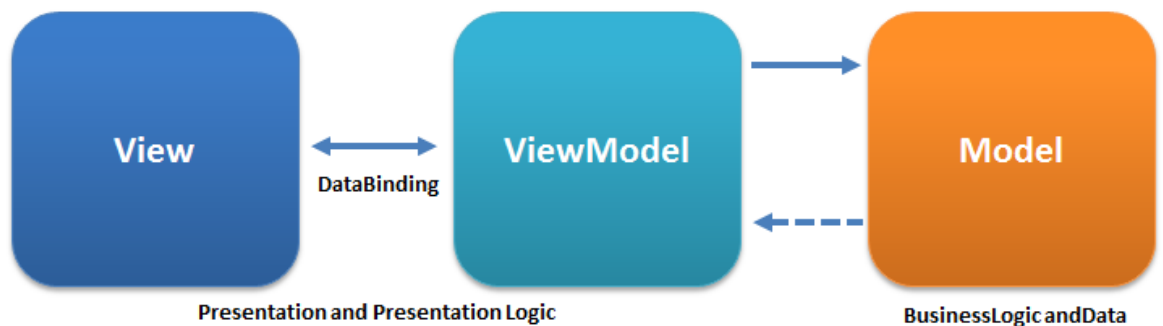 View
ViewModel
Model
DataBinding
Presentation and Presentation Logic
BusinessLogic andData